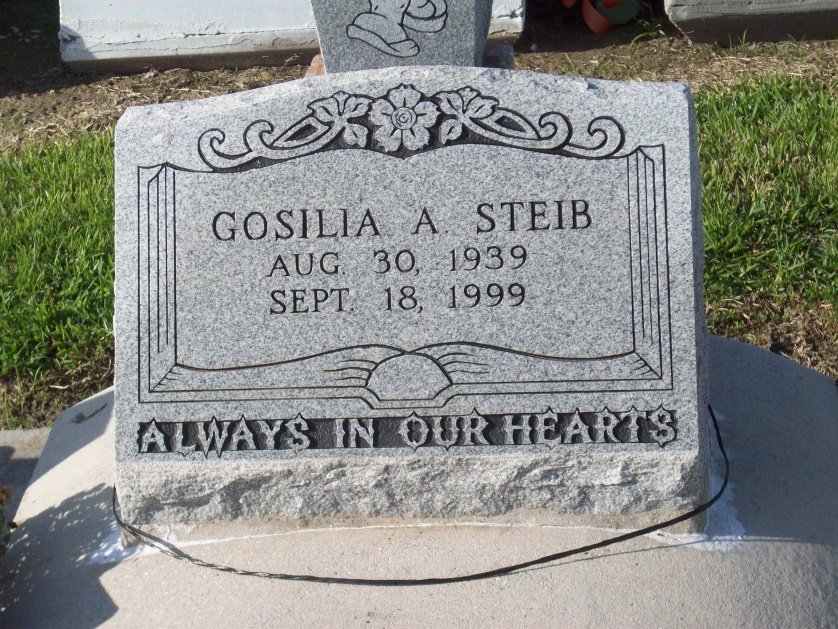 GOSILIA A STEIB
AUG 30, 1939
SEPT. 18, 1999
ALWAYS IN OUR HEARTS